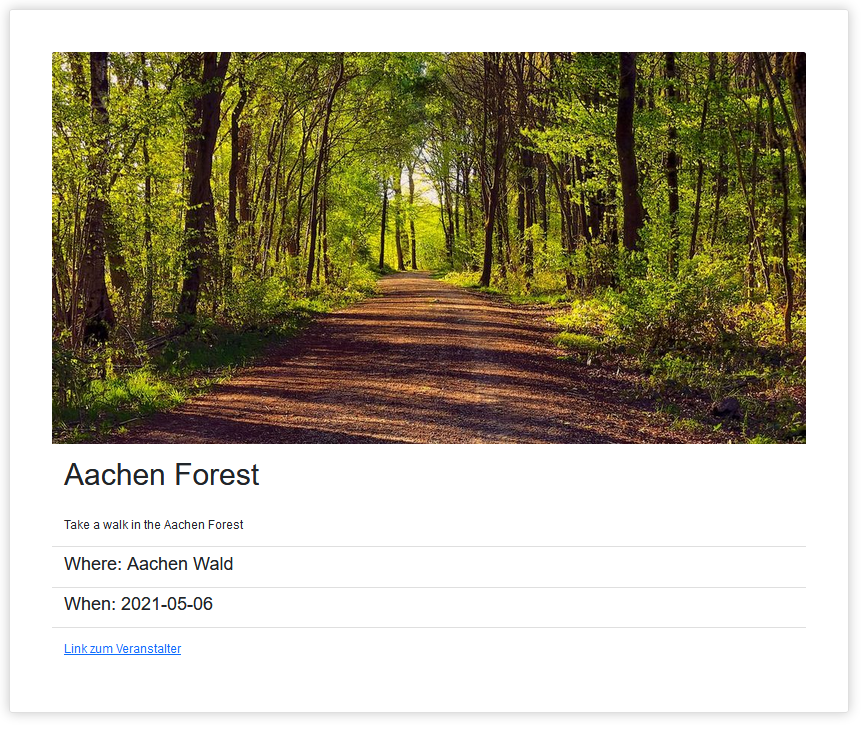 Aachen Forest
Take a walk in the Aachen Forest
Where: Aachen Wald
When: 2021-05-06
Link zum Veranstalter